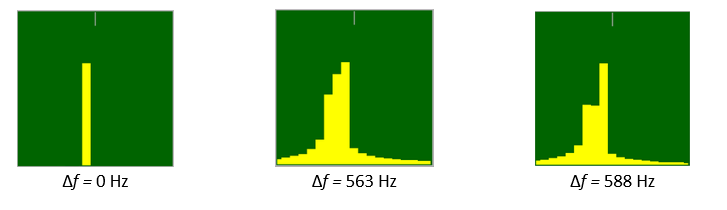 Δf = 0 Hz
Δf = 563 Hz
Δf = 588 Hz